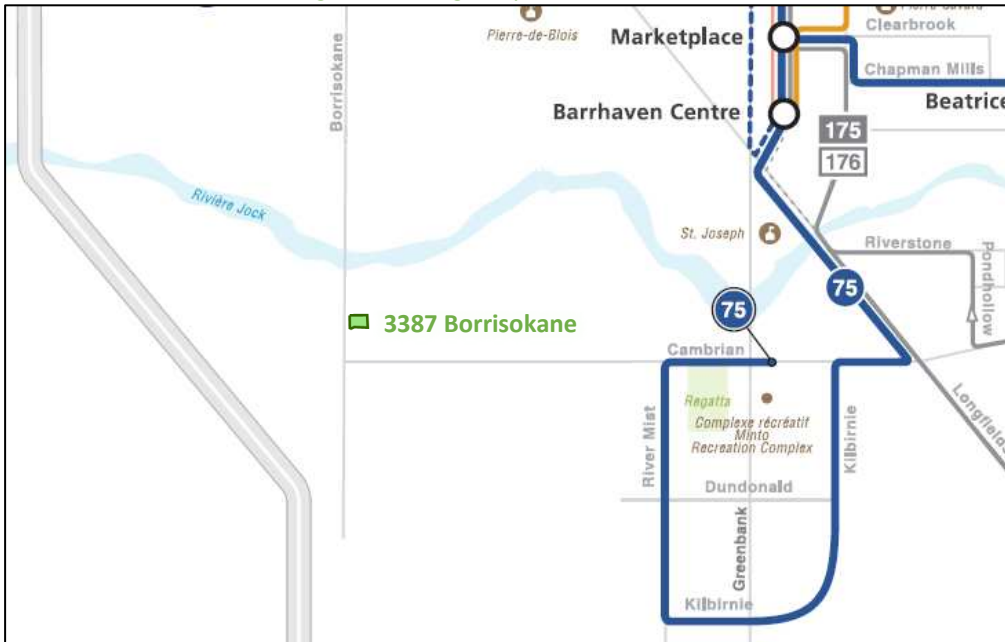 Pierre-de-Blois
Marketplace
Clearbrook
Chapman Mills
Borrisokane
Barrhaven Centre
Beatrice
175
176
Rivière Jock
St. Joseph
Riverstone
Pondhollow
75
75
3387 Borrisokane
Cambrian
Regatta
Complexe récréatif
Minto
Recreation Complex
River Mist
Kilbirnie
Longfields
Dundonald
Greenbank
Kilbirnie